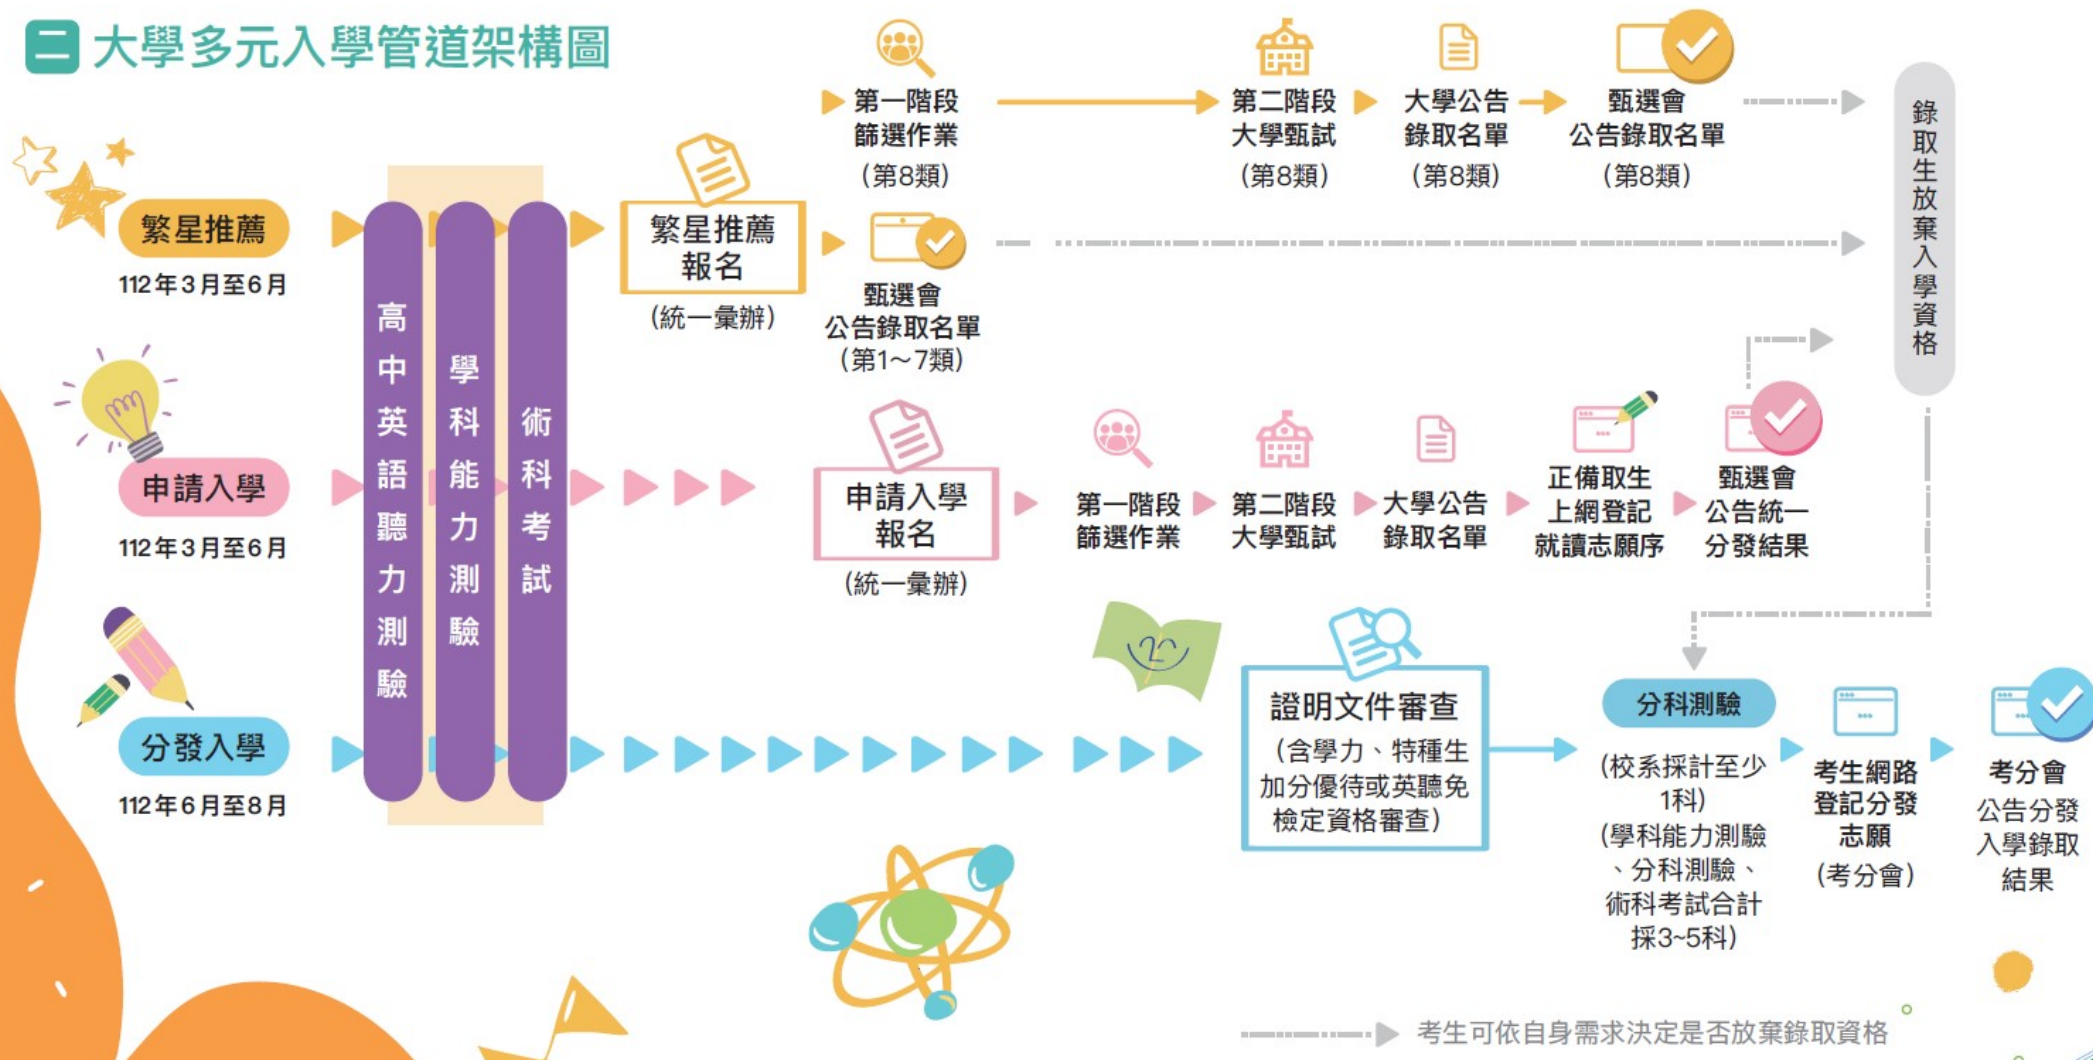 二 大學多元入學管道架構圖
第一階段
篩選作業
(第8類)
第二階段
大學甄試
(第8類)
大學公告
錄取名單
(第8類)
甄選會
公告錄取名單
(第8類)
錄取生放棄入學資格
繁星推薦
112年3月至6月
高中英語聽力測驗
學科能力測驗
術科考試
繁星推薦
報名
(統一彙辦)
甄選會
公告錄取名單
(第1~7類)
申請入學
112年3月至6月
申請入學
報名
(統一彙辦)
第一階段
篩選作業
第二階段
大學甄試
大學公告
錄取名單
正備取生
上網登記
就讀志願序
甄選會
公告統一
分發結果
分發入學
112年6月至8月
證明文件審查
(含學力、特種生
加分優待或英聽免
檢定資格審查)
分科測驗
(校系採計至少
1科)
(學科能力測驗
、分科測驗、
術科考試合計
採3~5科)
考生網路
登記分發
志願
(考分會)
考分會
公告分發
入學錄取
結果
考生可依自身需求決定是否放棄錄取資格